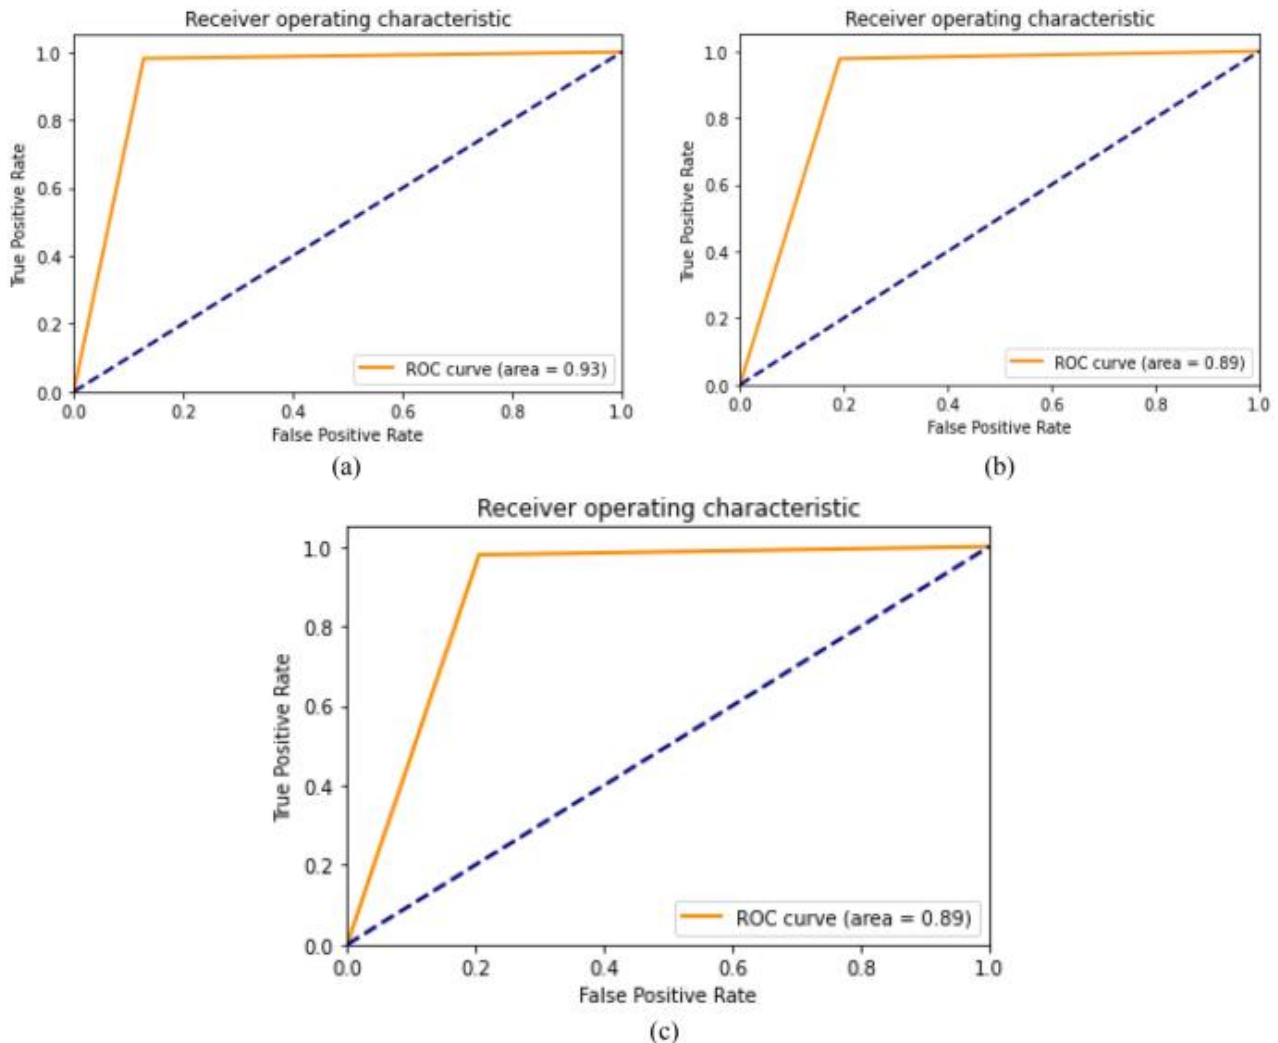 Receiver operating characteristic
1.0
0.8
0.6
0.4
0.2
0.0
True Positive Rate
ROC curve (area = 0.93)
0.0 0.2 0.4 0.6 0.8 1.0
False Positive Rate
(a)
Receiver operating characteristic
1.0
0.8
0.6
0.4
0.2
0.0
True Positive Rate
ROC curve (area = 0.89)
0.0 0.2 0.4 0.6 0.8 1.0
False Positive Rate
(b)
Receiver operating characteristic
1.0
0.8
0.6
0.4
0.2
0.0
True Positive Rate
ROC curve (area = 0.89)
0.0 0.2 0.4 0.6 0.8 1.0
False Positive Rate
(c)